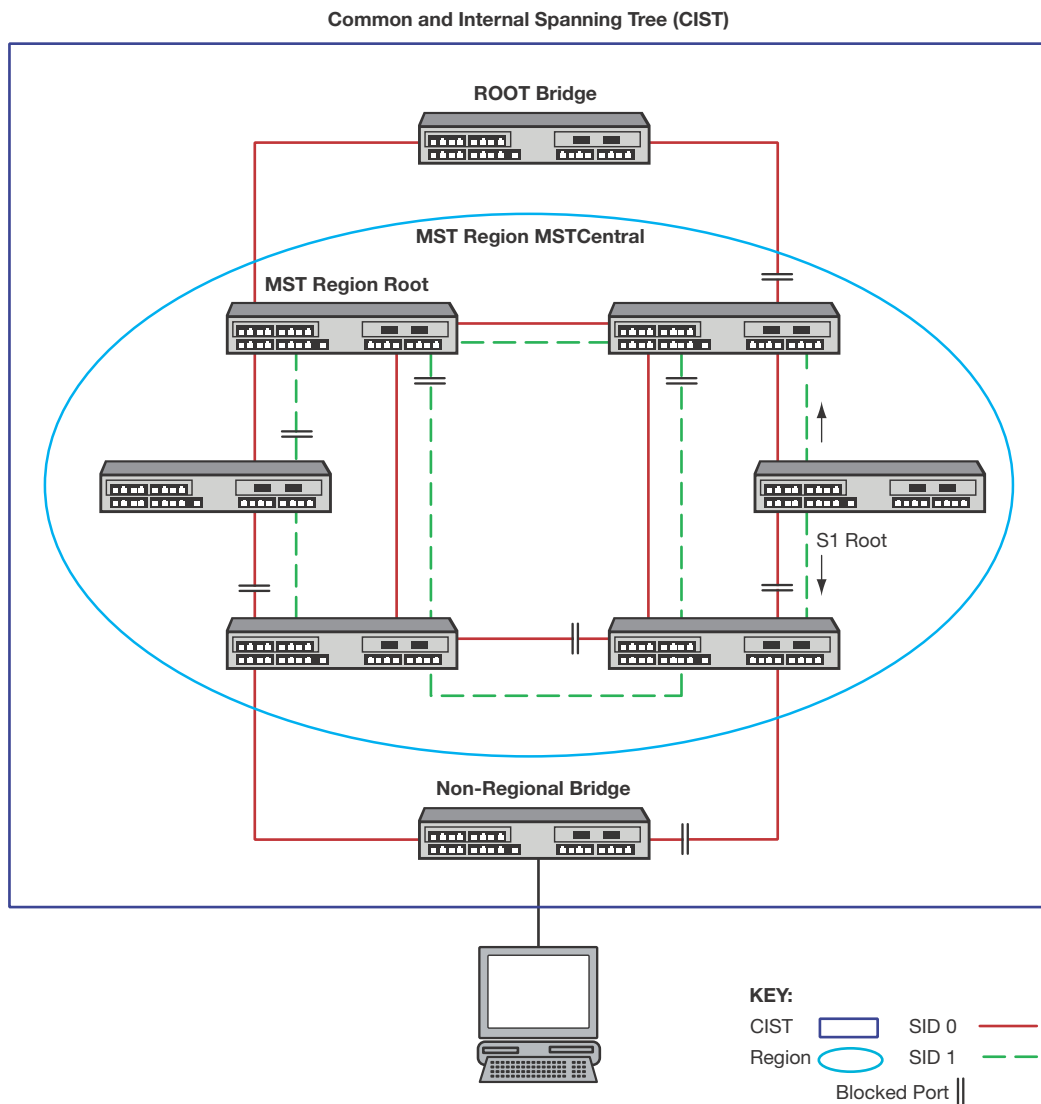 Common and Internal Spanning Tree (CIST)
ROOT Bridge
MST Region MSTCentral
MST Region Root
S1 Root
Non-Regional Bridge
KEY:
CIST
SID 0
Region
SID 1
Blocked Port